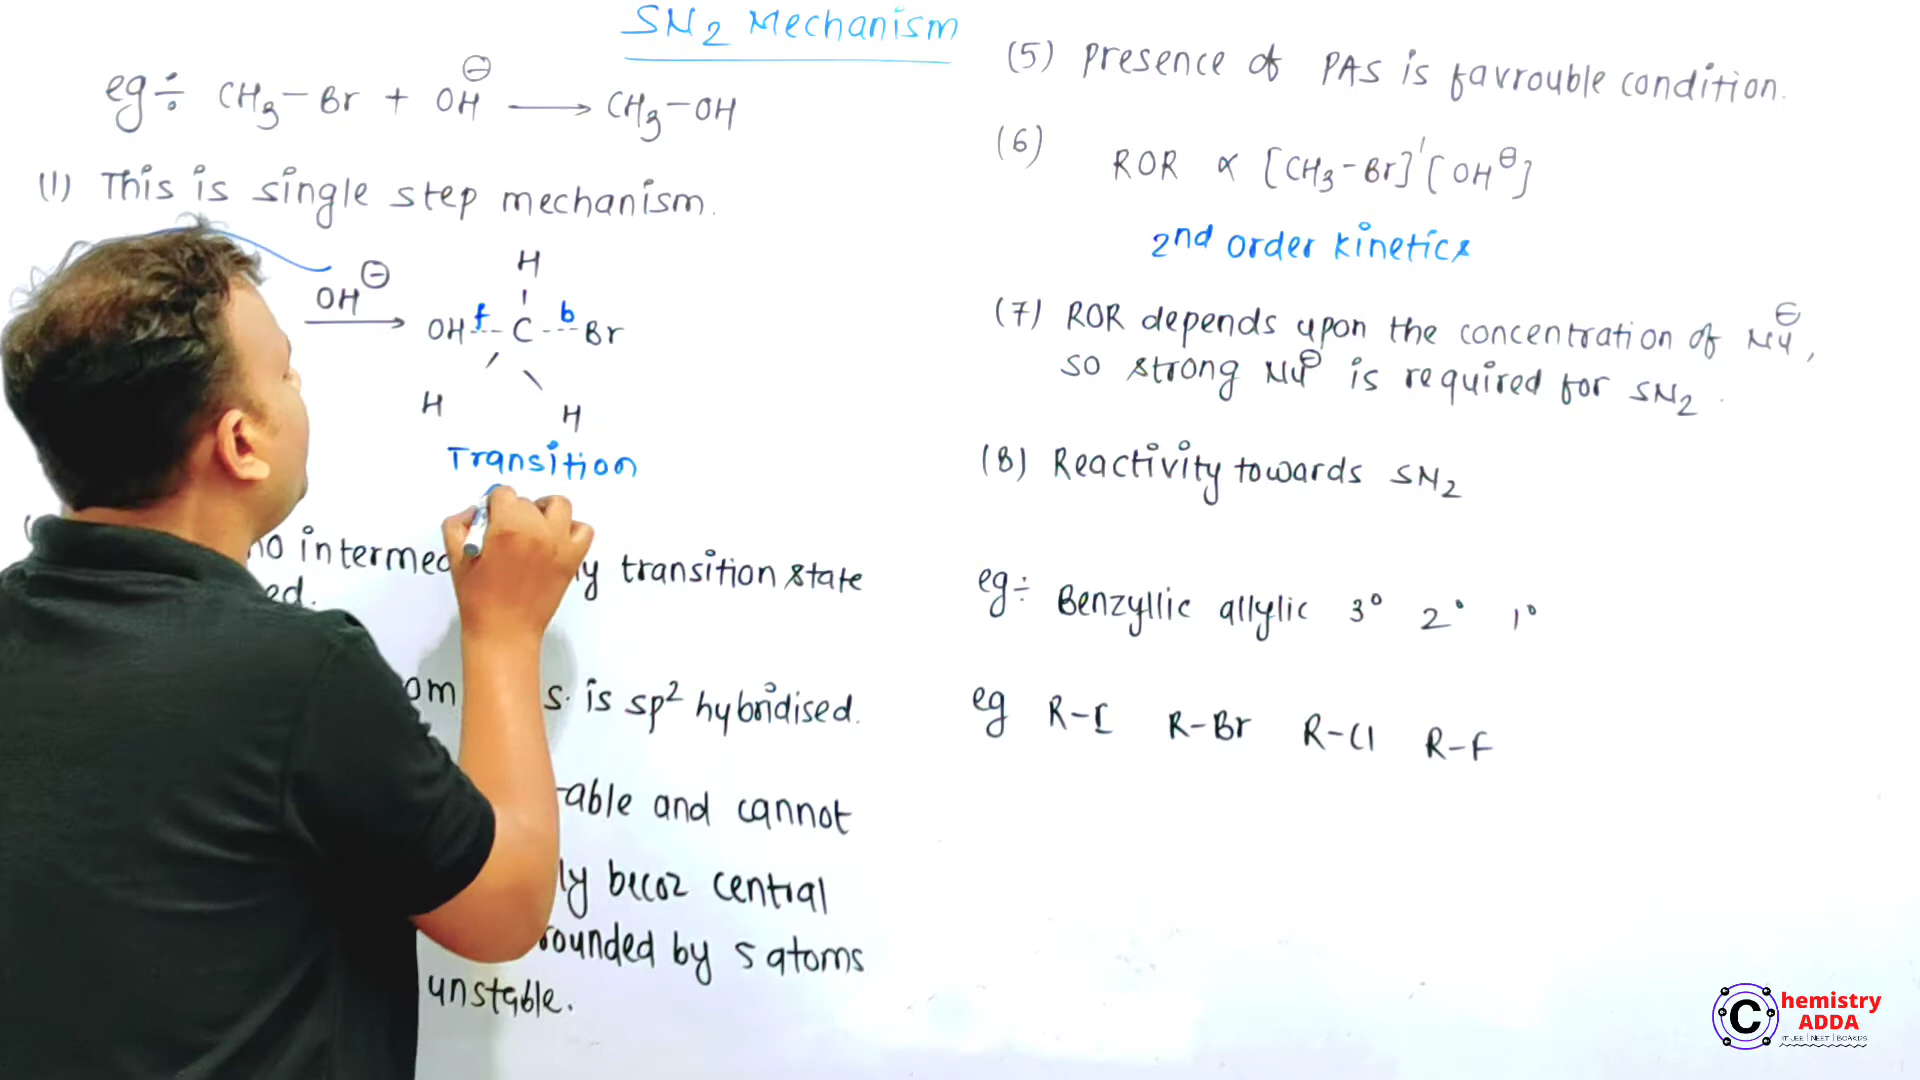 SN2 Mechanism
eg÷ CH3-Br + OH⊖ → CH3-OH
(1) This is single step mechanism.
OH⊖
H
OH---C---Br
f b
H H
Transition
no intermed y transition state
ed.
om s. is sp² hybridised.
able and cannot
ly becoz central
ounded by 5 atoms
unstable.
(5) presence of PAS is favrouble condition.
(6) ROR ∝ [CH3-Br]' [OH⊖]
2nd order kinetics
(7) ROR depends upon the concentration of Nu⊖,
so strong Nu⊖ is required for SN2.
(8) Reactivity towards SN2
eg÷ Benzyllic allylic 3° 2° 1°
eg R-I R-Br R-Cl R-F
Chemistry
ADDA
IT-JEE | NEET | BOARDS